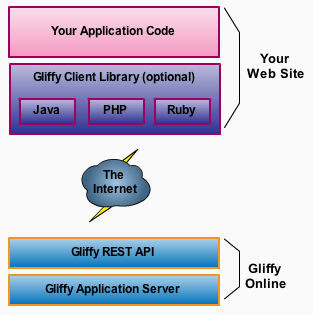 Your Application Code
Your
Web Site
Gliffy Client Library (optional)
Java
PHP
Ruby
The
Internet
Gliffy REST API
Gliffy
Online
Gliffy Application Server